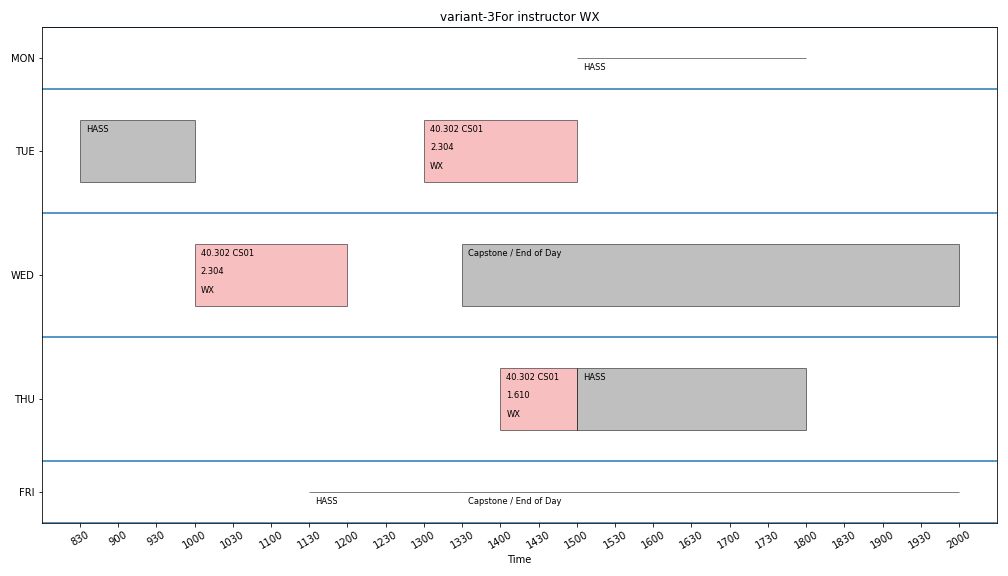 variant-3For instructor WX
MON
HASS
TUE
HASS
40.302 CS01
2.304
WX
WED
40.302 CS01
2.304
WX
Capstone / End of Day
THU
40.302 CS01
1.610
WX
HASS
FRI
HASS
Capstone / End of Day
830 900 930 1000 1030 1100 1130 1200 1230 1300 1330 1400 1430 1500 1530 1600 1630 1700 1730 1800 1830 1900 1930 2000
Time